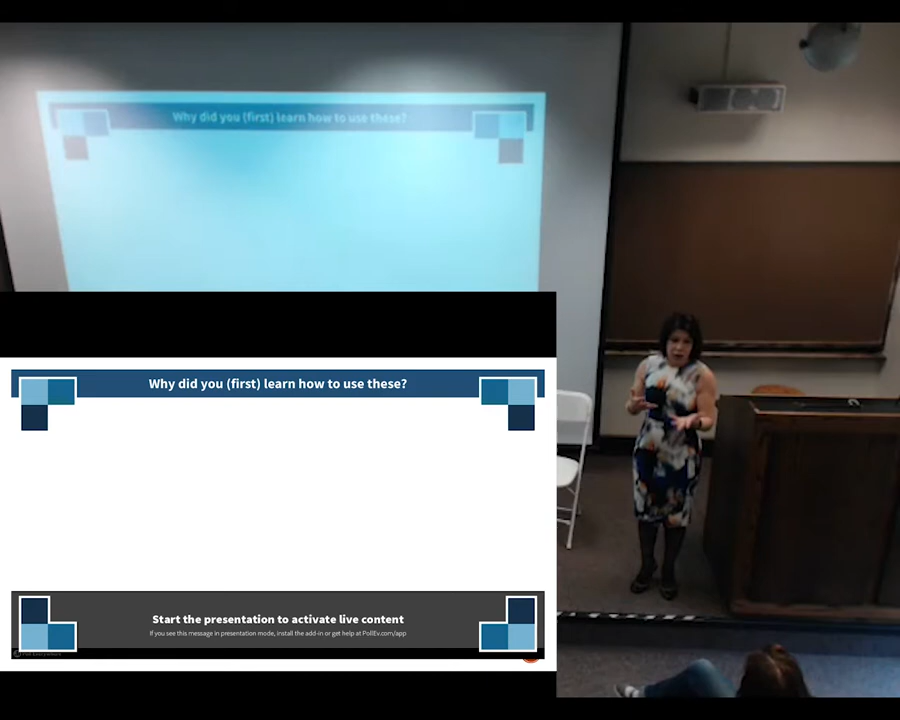 Why did you (first) learn how to use these?
Why did you (first) learn how to use these?
Start the presentation to activate live content
If you see this message in presentation mode, install the add-in or get help at PollEv.com/app